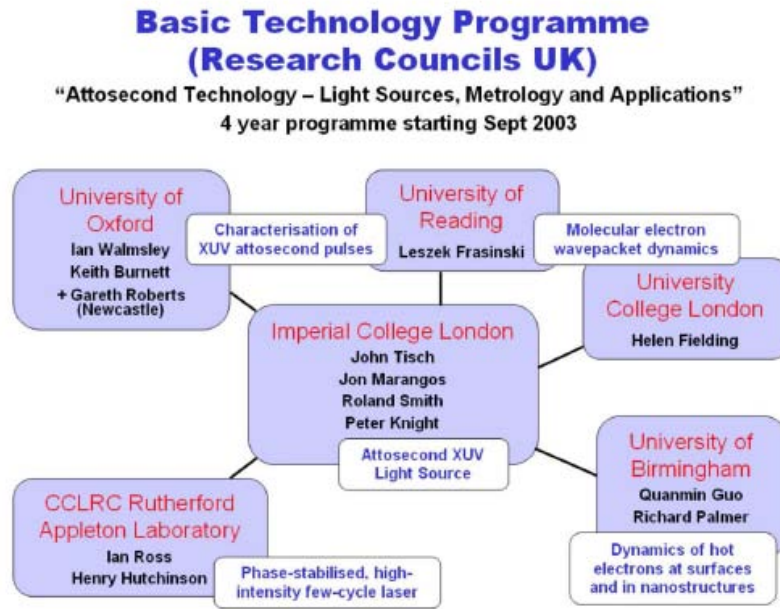 Basic Technology Programme
(Research Councils UK)
“Attosecond Technology – Light Sources, Metrology and Applications”
4 year programme starting Sept 2003
University of
Oxford
Ian Walmsley
Keith Burnett
+ Gareth Roberts
(Newcastle)
Characterisation of
XUV attosecond pulses
University of
Reading
Leszek Frasinski
Molecular electron
wavepacket dynamics
University
College London
Helen Fielding
Imperial College London
John Tisch
Jon Marangos
Roland Smith
Peter Knight
Attosecond XUV
Light Source
University of
Birmingham
Quanmin Guo
Richard Palmer
Dynamics of hot
electrons at surfaces
and in nanostructures
CCLRC Rutherford
Appleton Laboratory
Ian Ross
Henry Hutchinson
Phase-stabilised, high-
intensity few-cycle laser